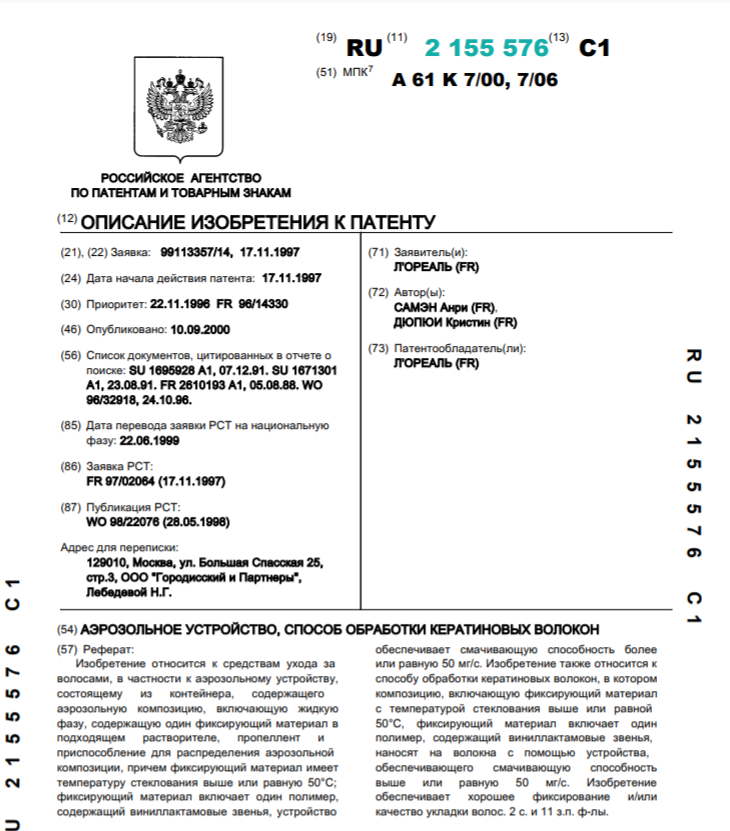 (19) RU (11) 2 155 576 (13) C1
(51) МПК7 A 61 K 7/00, 7/06
РОССИЙСКОЕ АГЕНТСТВО
ПО ПАТЕНТАМ И ТОВАРНЫМ ЗНАКАМ
(12) ОПИСАНИЕ ИЗОБРЕТЕНИЯ К ПАТЕНТУ
(21), (22) Заявка: 99113357/14, 17.11.1997
(24) Дата начала действия патента: 17.11.1997
(30) Приоритет: 22.11.1996 FR 96/14330
(46) Опубликовано: 10.09.2000
(56) Список документов, цитированных в отчете о
поиске: SU 1695928 A1, 07.12.91. SU 1671301
A1, 23.08.91. FR 2610193 A1, 05.08.88. WO
96/32918, 24.10.96.
(85) Дата перевода заявки PCT на национальную
фазу: 22.06.1999
(86) Заявка PCT:
FR 97/02064 (17.11.1997)
(87) Публикация PCT:
WO 98/22076 (28.05.1998)
Адрес для переписки:
129010, Москва, ул. Большая Спасская 25,
стр.3, ООО "Городисский и Партнеры",
Лебедевой Н.Г.
(71) Заявитель(и):
Л'ОРЕАЛЬ (FR)
(72) Автор(ы):
САМЭН Анри (FR),
ДЮПЮИ Кристин (FR)
(73) Патентообладатель(ли):
Л'ОРЕАЛЬ (FR)
(54) АЭРОЗОЛЬНОЕ УСТРОЙСТВО, СПОСОБ ОБРАБОТКИ КЕРАТИНОВЫХ ВОЛОКОН
(57) Реферат:
Изобретение относится к средствам ухода за
волосами, в частности к аэрозольному устройству,
состоящему из контейнера, содержащего
аэрозольную композицию, включающую жидкую
фазу, содержащую один фиксирующий материал в
подходящем растворителе, пропеллент и
приспособление для распределения аэрозольной
композиции, причем фиксирующий материал имеет
температуру стеклования выше или равную 50°C;
фиксирующий материал включает один полимер,
содержащий виниллактамовые звенья, устройство
обеспечивает смачивающую способность более
или равную 50 мг/с. Изобретение также относится к
способу обработки кератиновых волокон, в котором
композицию, включающую фиксирующий материал
с температурой стеклования выше или равной
50°C, фиксирующий материал включает один
полимер, содержащий виниллактамовые звенья,
наносят на волокна с помощью устройства,
обеспечивающего смачивающую способность
выше или равную 50 мг/с. Изобретение
обеспечивает хорошее фиксирование и/или
качество укладки волос. 2 с. и 11 з.п. ф-лы.
RU 2155576 C1
U 2155576 C1